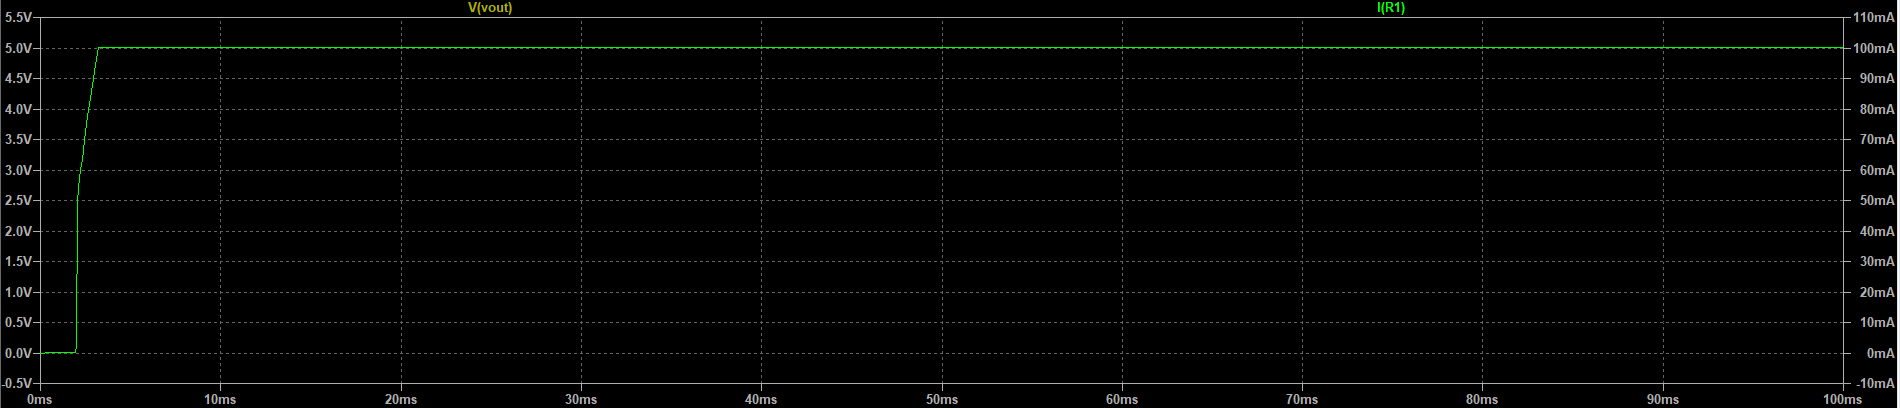 V(vout) I(R1)
5.5V 110mA
5.0V 100mA
4.5V 90mA
4.0V 80mA
3.5V 70mA
3.0V 60mA
2.5V 50mA
2.0V 40mA
1.5V 30mA
1.0V 20mA
0.5V 10mA
0.0V 0mA
-0.5V -10mA
0ms 10ms 20ms 30ms 40ms 50ms 60ms 70ms 80ms 90ms 100ms